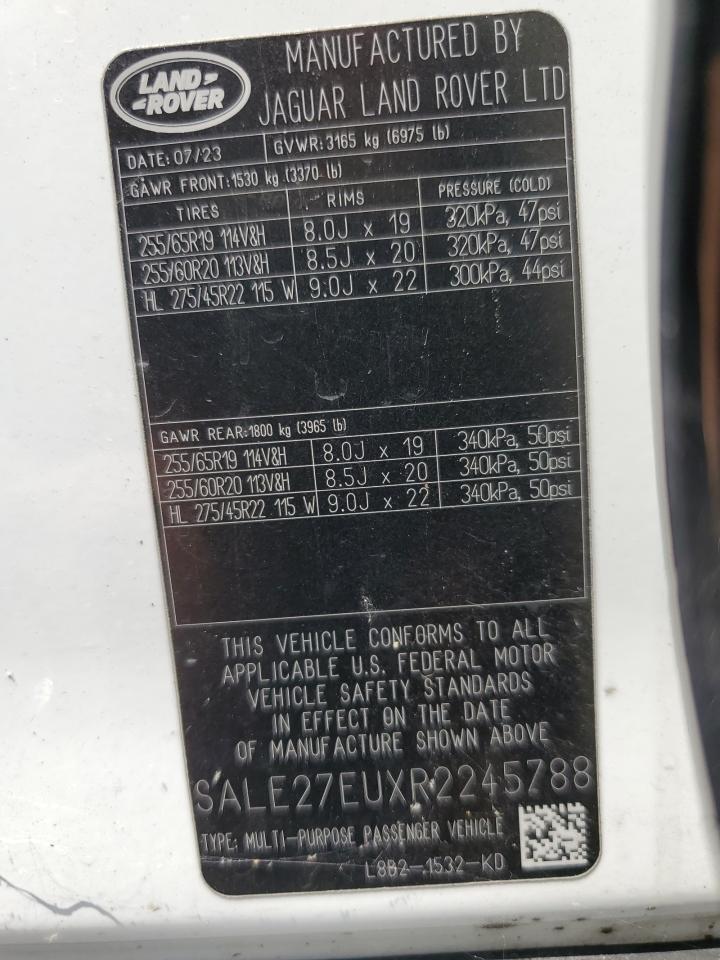 LAND ROVER
MANUFACTURED BY
JAGUAR LAND ROVER LTD
DATE: 07/23 GVWR: 3165 kg (6975 lb)
GAWR FRONT: 1530 kg (3370 lb)
TIRES RIMS PRESSURE (COLD)
255/65R19 114V&H 8.0J x 19 320kPa, 47psi
255/60R20 113V&H 8.5J x 20 320kPa, 47psi
HL 275/45R22 115 W 9.0J x 22 300kPa, 44psi
GAWR REAR: 1800 kg (3965 lb)
255/65R19 114V&H 8.0J x 19 340kPa, 50psi
255/60R20 113V&H 8.5J x 20 340kPa, 50psi
HL 275/45R22 115 W 9.0J x 22 340kPa, 50psi
THIS VEHICLE CONFORMS TO ALL
APPLICABLE U.S. FEDERAL MOTOR
VEHICLE SAFETY STANDARDS
IN EFFECT ON THE DATE
OF MANUFACTURE SHOWN ABOVE
SALE27EUXR2245788
TYPE: MULTI-PURPOSE PASSENGER VEHICLE
L8B2-1532-KD